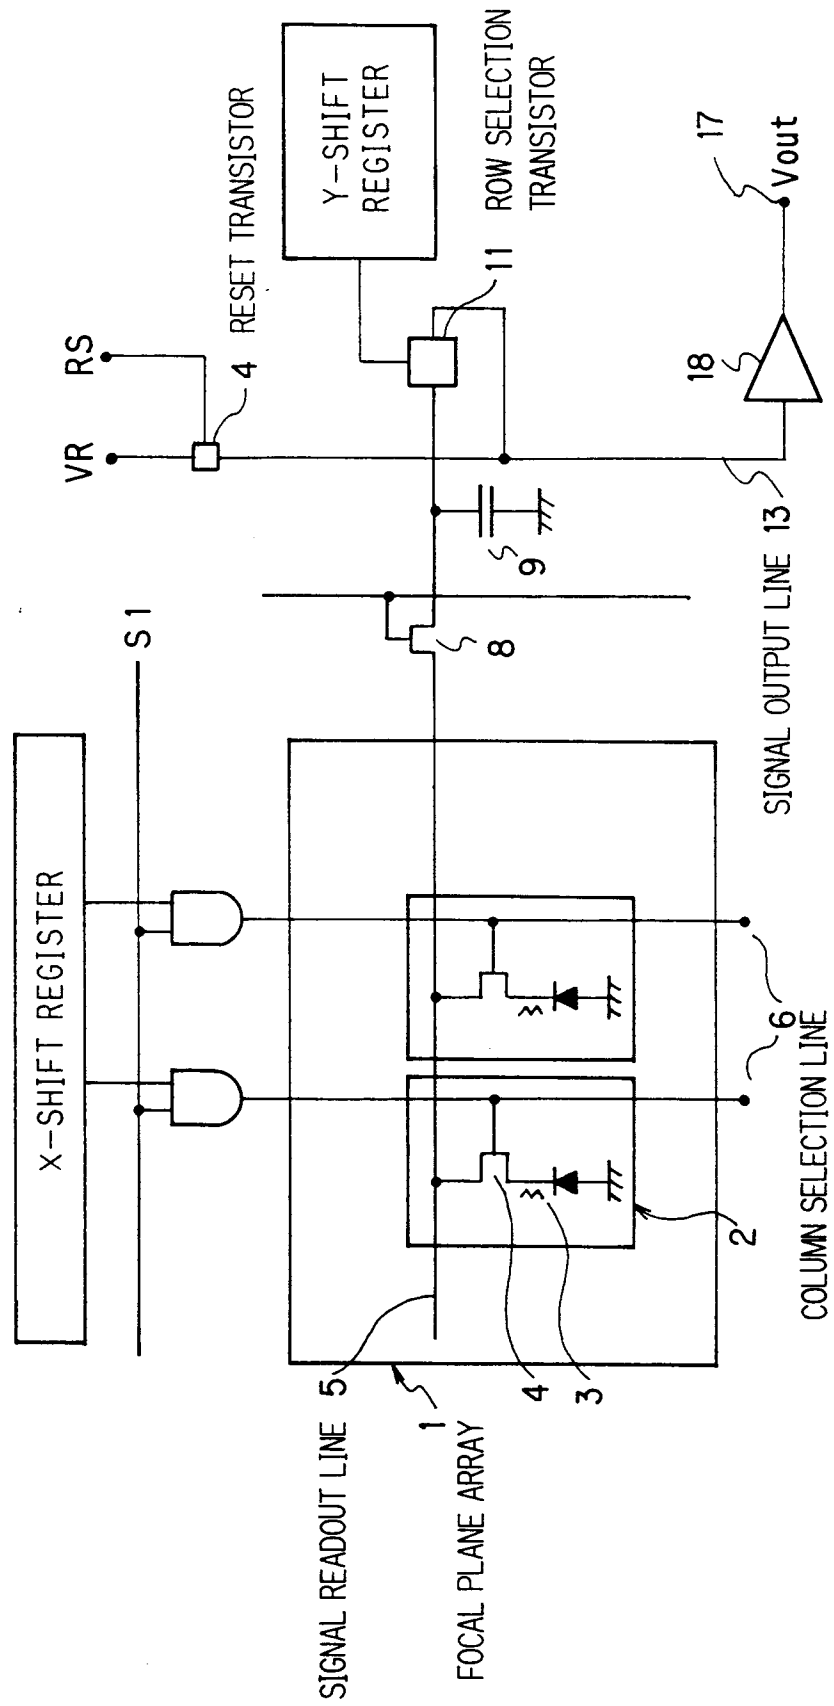 X-SHIFT REGISTER
S1
VR
RS
4
RESET TRANSISTOR
Y-SHIFT
REGISTER
11
ROW SELECTION
TRANSISTOR
8
9
SIGNAL OUTPUT LINE 13
18
17
Vout
SIGNAL READOUT LINE 5
1
FOCAL PLANE ARRAY
4
3
2
6
COLUMN SELECTION LINE